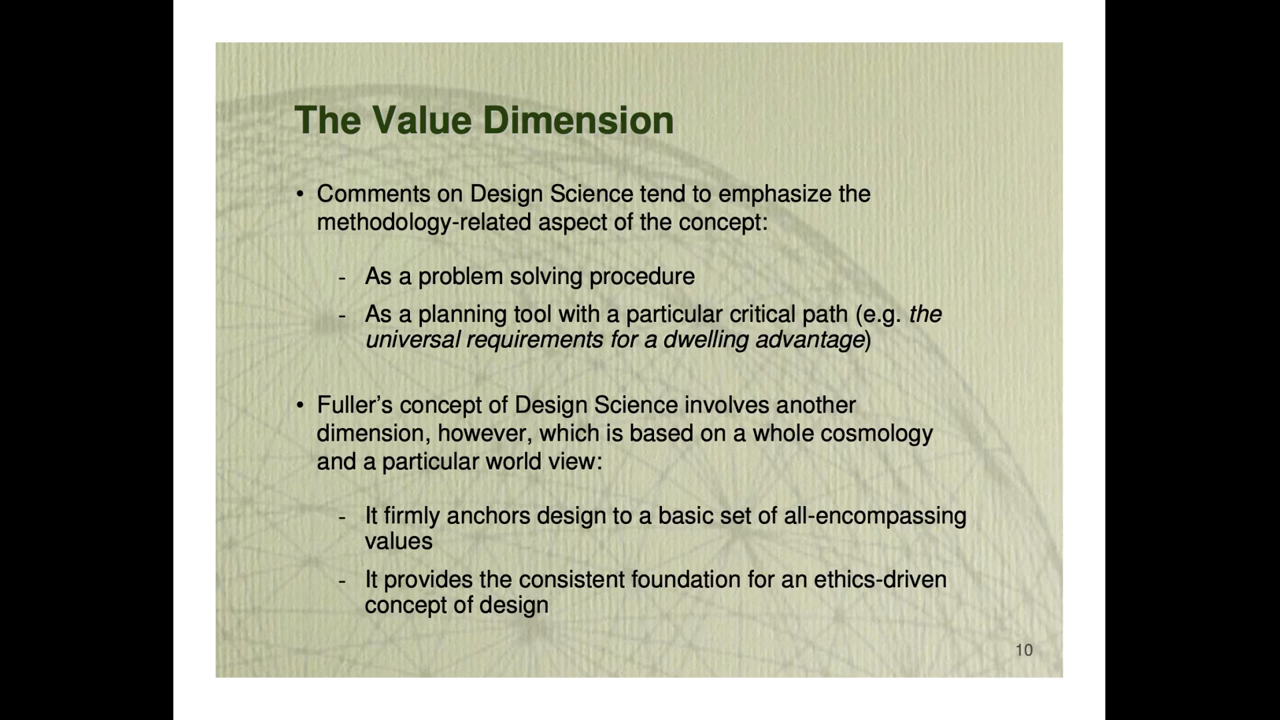 The Value Dimension
• Comments on Design Science tend to emphasize the
methodology-related aspect of the concept:
- As a problem solving procedure
- As a planning tool with a particular critical path (e.g. the
universal requirements for a dwelling advantage)
• Fuller's concept of Design Science involves another
dimension, however, which is based on a whole cosmology
and a particular world view:
- It firmly anchors design to a basic set of all-encompassing
values
- It provides the consistent foundation for an ethics-driven
concept of design
10